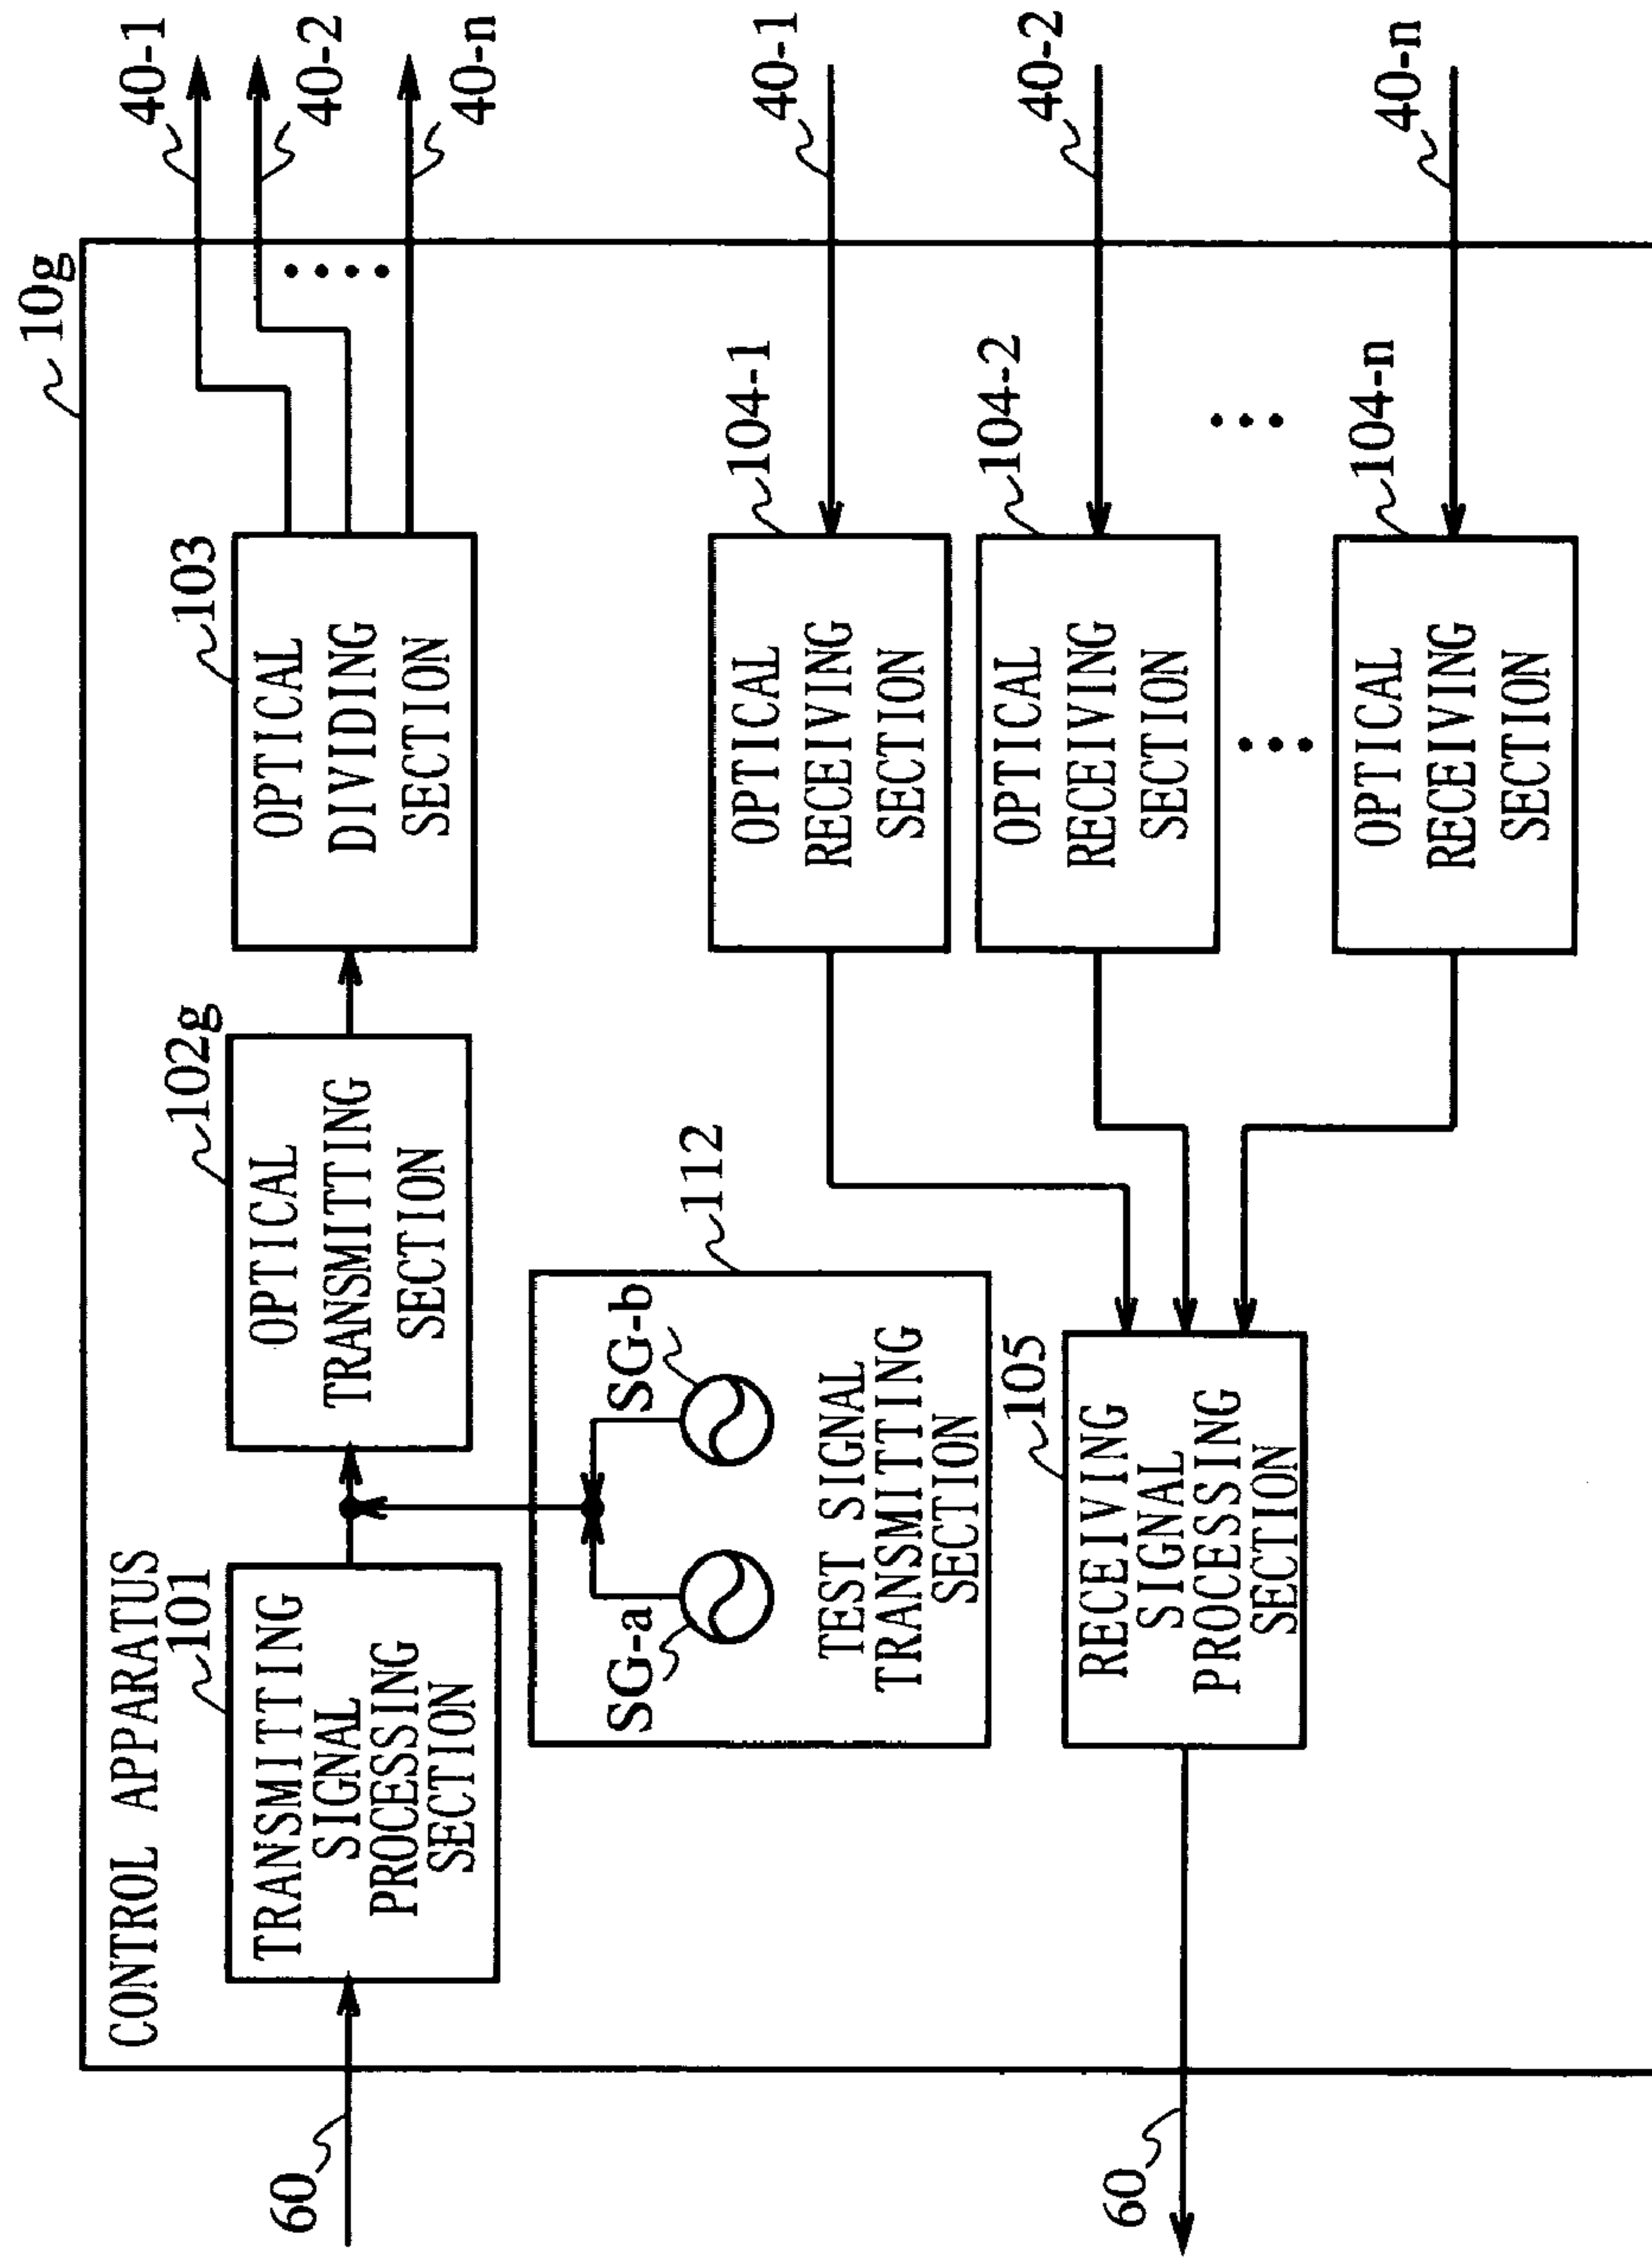 10g
CONTROL APPARATUS
60
101
TRANSMITTING
SIGNAL
PROCESSING
SECTION
102g
OPTICAL
TRANSMITTING
SECTION
103
OPTICAL
DIVIDING
SECTION
40-1
40-2
40-n
112
SG-a
SG-b
TEST SIGNAL
TRANSMITTING
SECTION
104-1
OPTICAL
RECEIVING
SECTION
40-1
104-2
OPTICAL
RECEIVING
SECTION
40-2
104-n
OPTICAL
RECEIVING
SECTION
40-n
105
RECEIVING
SIGNAL
PROCESSING
SECTION
60